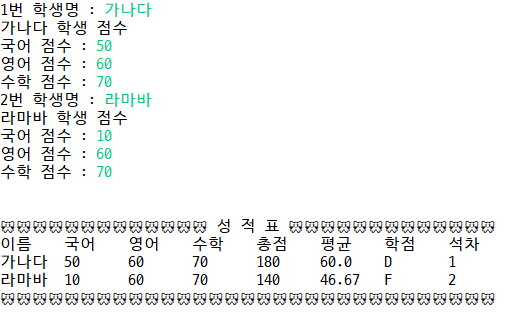 1번 학생명 : 가나다
가나다 학생 점수
국어 점수 : 50
영어 점수 : 60
수학 점수 : 70
2번 학생명 : 라마바
라마바 학생 점수
국어 점수 : 10
영어 점수 : 60
수학 점수 : 70
성 적 표
이름 국어 영어 수학 총점 평균 학점 석차
가나다 50 60 70 180 60.0 D 1
라마바 10 60 70 140 46.67 F 2